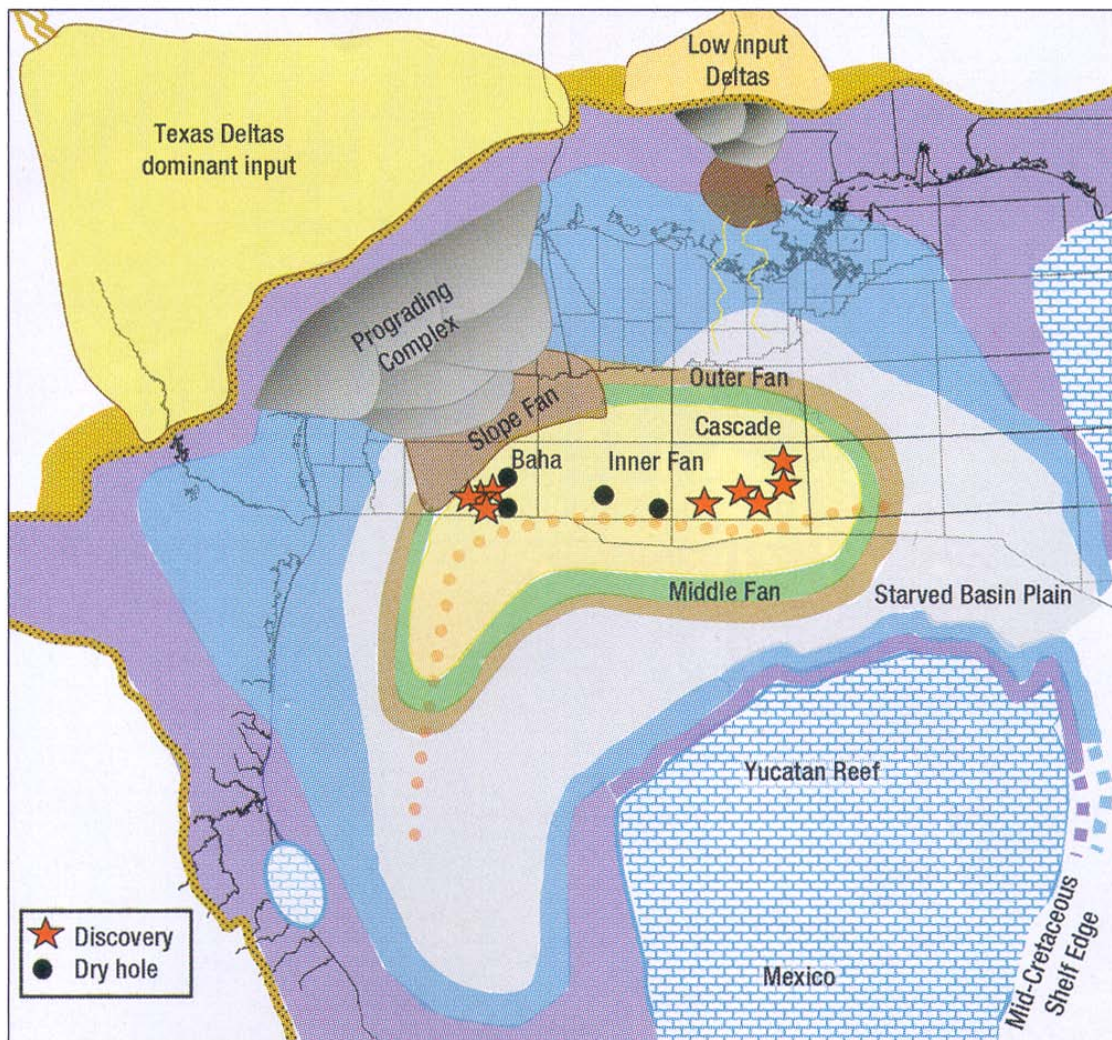 Low input
Deltas
Texas Deltas
dominant input
Prograding
Complex
Outer Fan
Slope Fan
Cascade
Baha
Inner Fan
Middle Fan
Starved Basin Plain
Yucatan Reef
Mexico
Mid-Cretaceous
Shelf Edge
Discovery
Dry hole